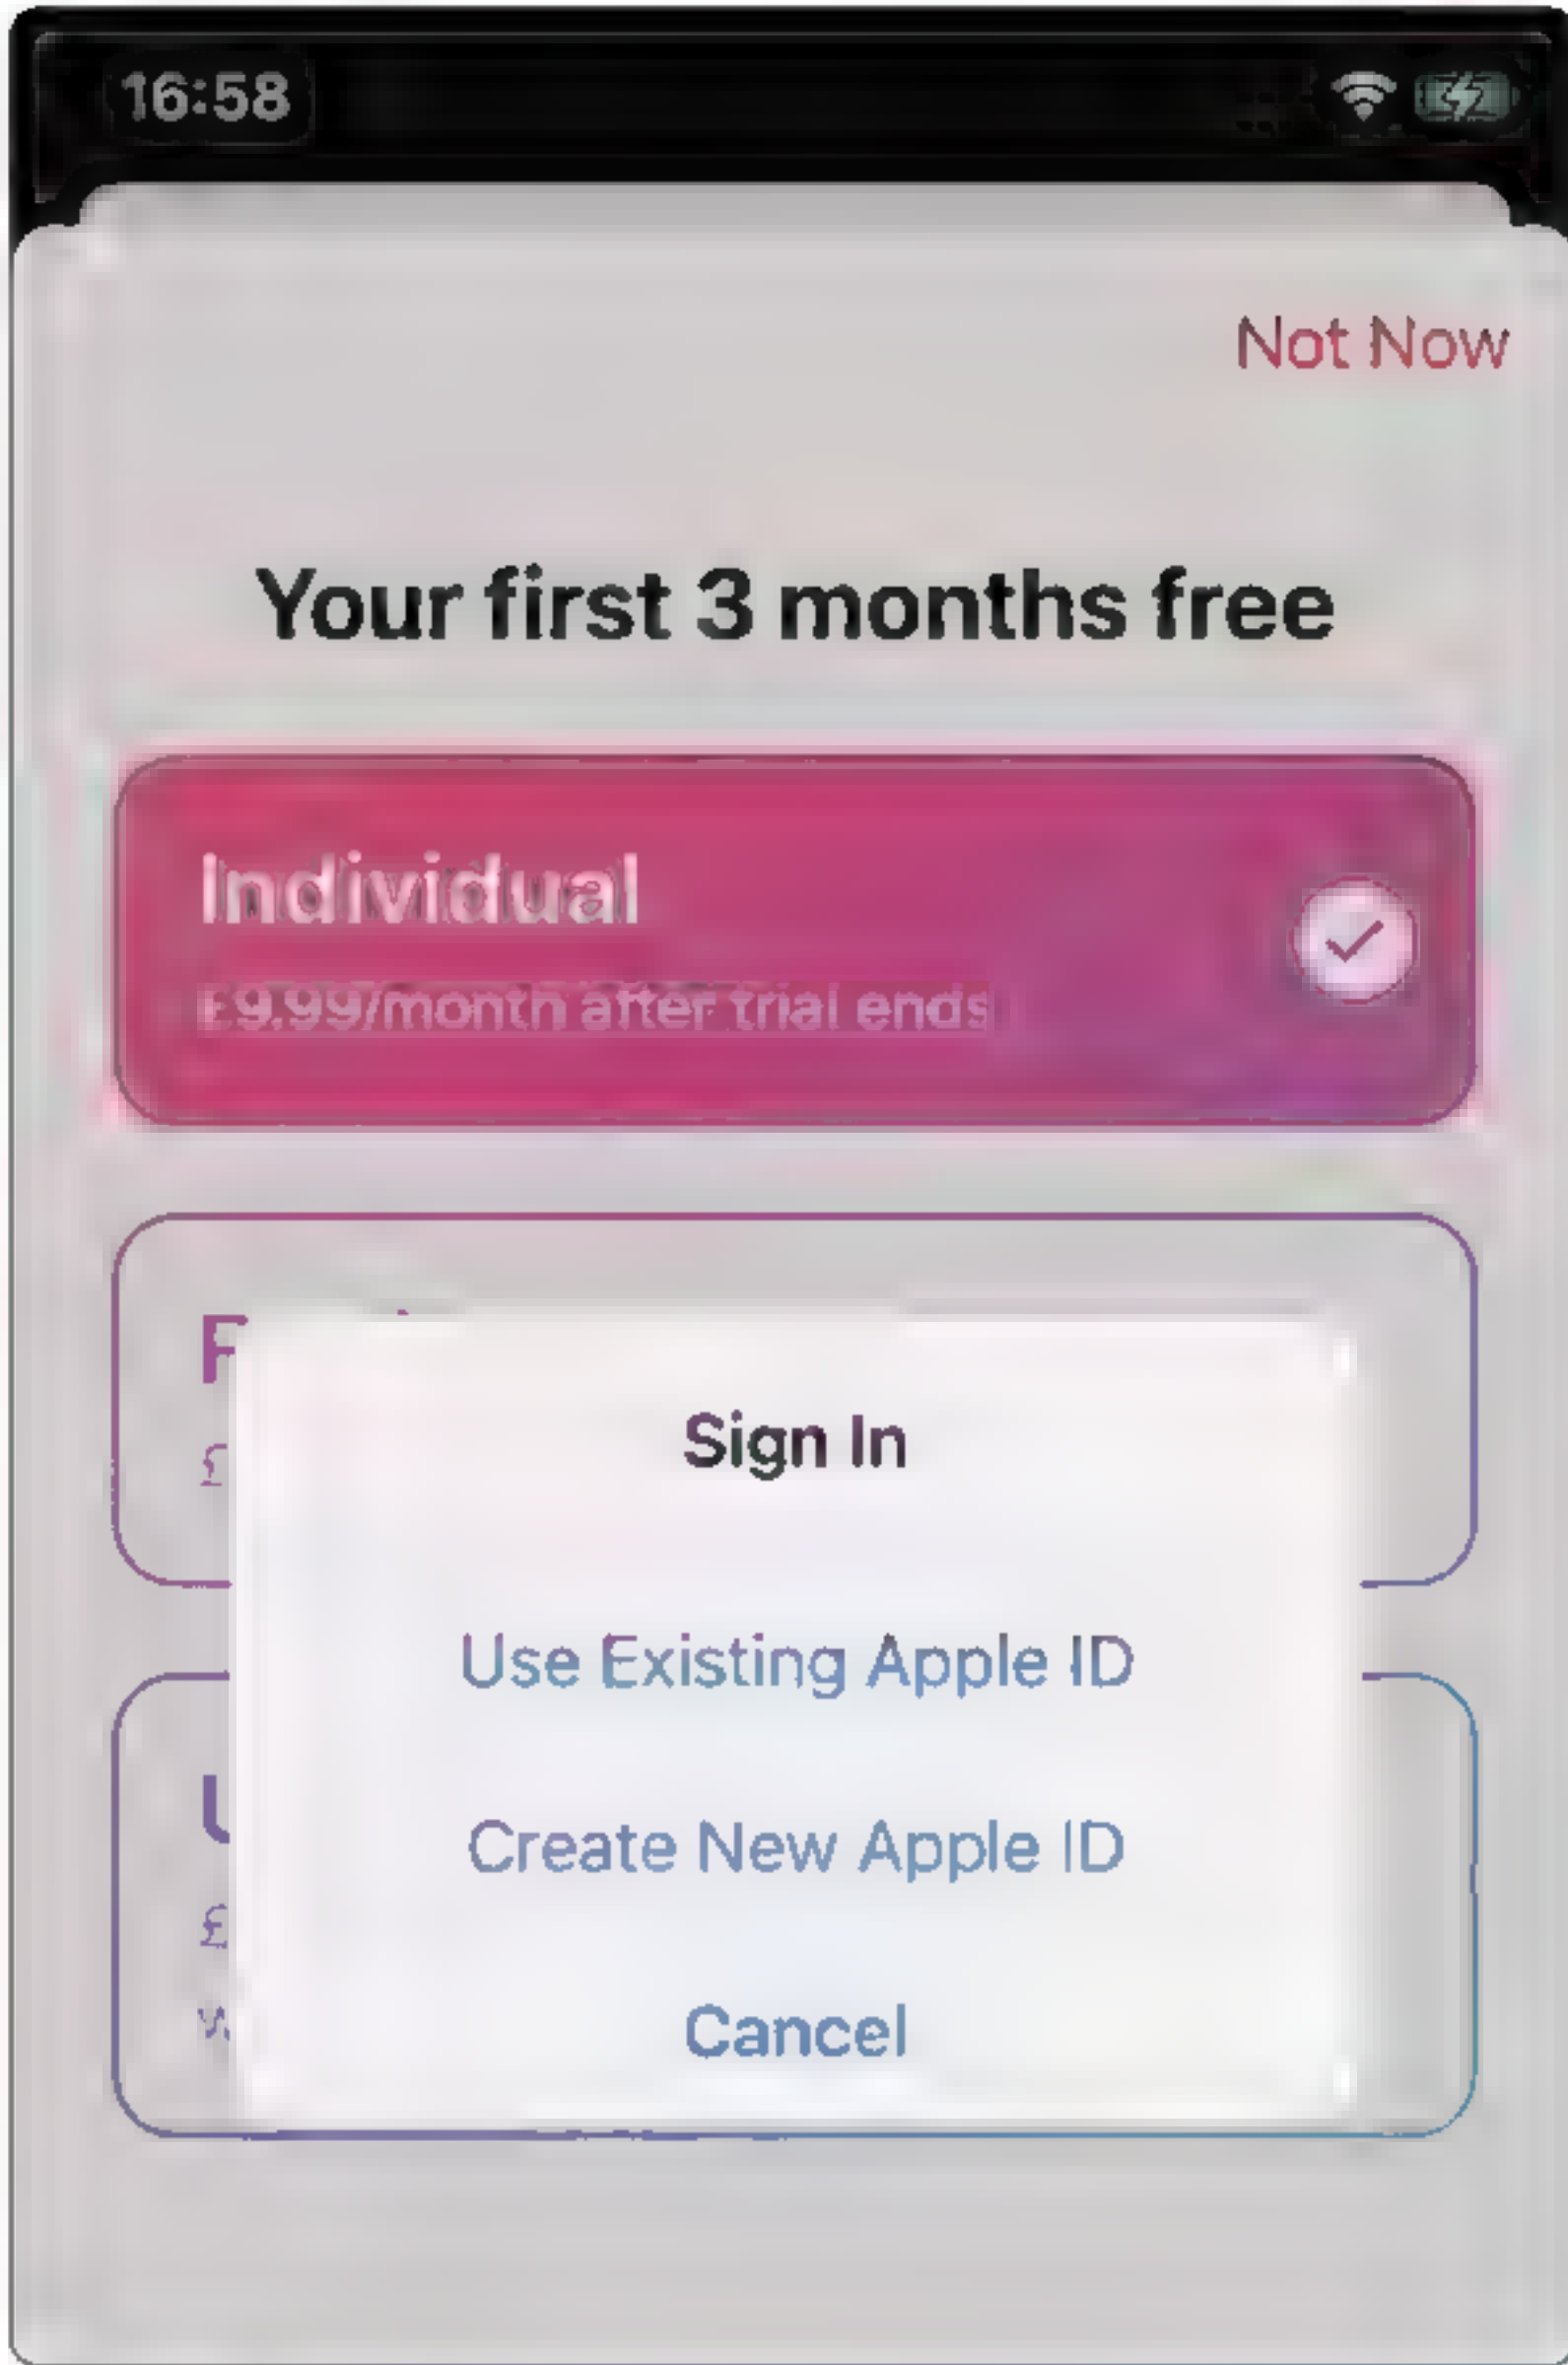 16:58
Not Now
Your first 3 months free
Individual
£9.99/month after trial ends
F
£
Sign In
Use Existing Apple ID
U
Create New Apple ID
£
w
Cancel